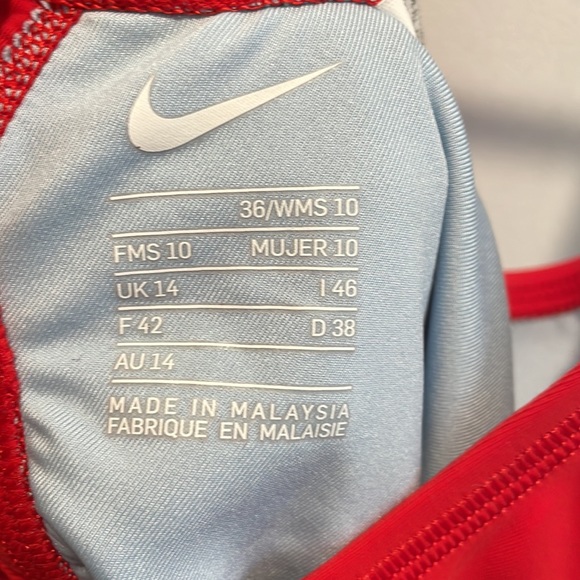 36/WMS 10
FMS 10 MUJER 10
UK 14 I 46
F 42 D 38
AU 14
MADE IN MALAYSIA
FABRIQUE EN MALAISIE